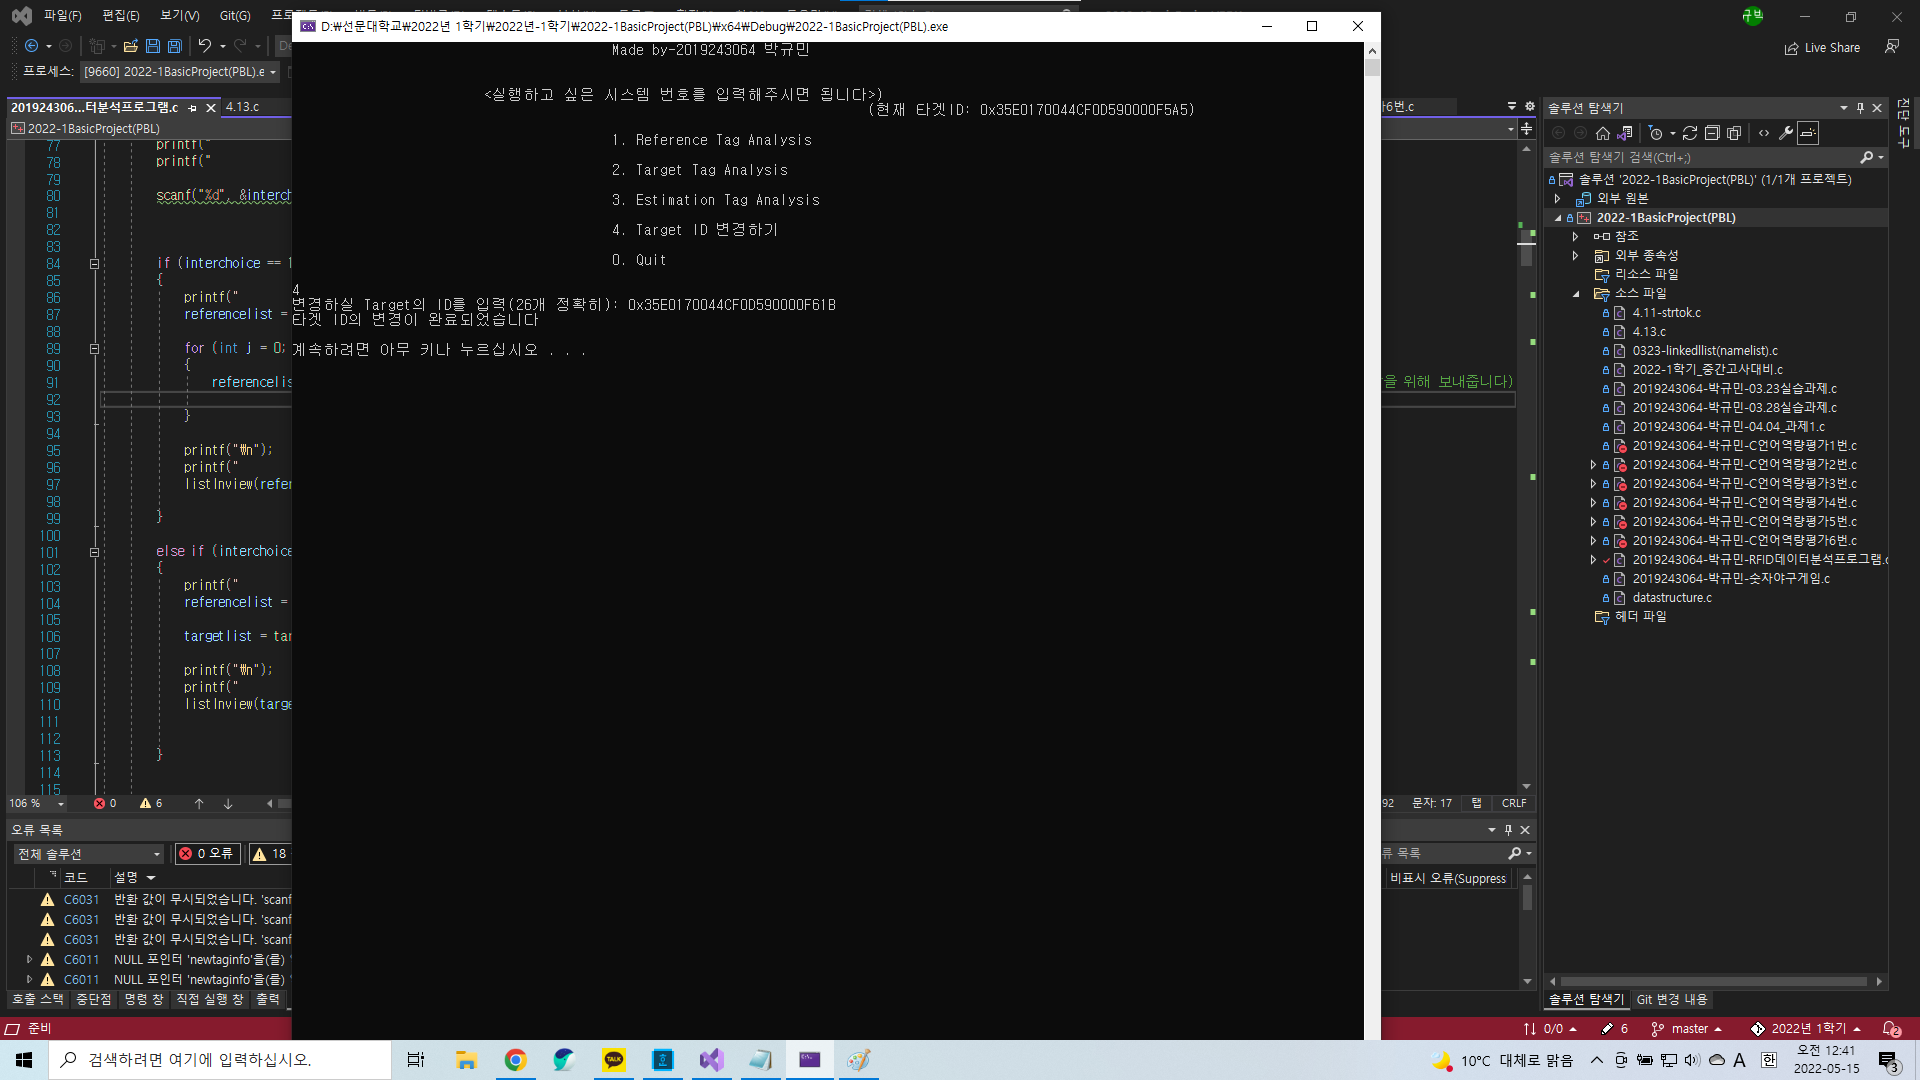 파일(F) 편집(E) 보기(V) Git(G)
D:₩선문대학교₩2022년 1학기₩2022년-1학기₩2022-1BasicProject(PBL)₩x64₩Debug₩2022-1BasicProject(PBL).exe
Live Share
프로세스: [9660] 2022-1BasicProject(PBL).e
201924306...터분석프로그램.c 4.13.c
2022-1BasicProject(PBL)
77 printf("
78 printf("
79
80 scanf("%d", &interch
81
82
83
84 if (interchoice == 1
85 {
86 printf("
87 referencelist =
88
89 for (int j = 0;
90 {
91 referencelis
92
93 }
94
95 printf("₩n");
96 printf("
97 listInview(refer
98
99 }
100
101 else if (interchoice
102 {
103 printf("
104 referencelist =
105
106 targetlist = tar
107
108 printf("₩n");
109 printf("
110 listInview(targe
111
112
113 }
114
115
106 % 0 6
Made by-2019243064 박규민
<실행하고 싶은 시스템 번호를 입력해주시면 됩니다>)
(현재 타겟ID: 0x35E0170044CF0D590000F5A5)
1. Reference Tag Analysis
2. Target Tag Analysis
3. Estimation Tag Analysis
4. Target ID 변경하기
0. Quit
4
변경하실 Target의 ID를 입력(26개 정확히): 0x35E0170044CF0D590000F61B
타겟 ID의 변경이 완료되었습니다
계속하려면 아무 키나 누르십시오 . . .
6번.c
을 위해 보내줍니다)
92 문자: 17 탭 CRLF
솔루션 탐색기
솔루션 탐색기 검색(Ctrl+;)
솔루션 '2022-1BasicProject(PBL)' (1/1개 프로젝트)
외부 원본
2022-1BasicProject(PBL)
참조
외부 종속성
리소스 파일
소스 파일
4.11-strtok.c
4.13.c
0323-linkedllist(namelist).c
2022-1학기_중간고사대비.c
2019243064-박규민-03.23실습과제.c
2019243064-박규민-03.28실습과제.c
2019243064-박규민-04.04_과제1.c
2019243064-박규민-C언어역량평가1번.c
2019243064-박규민-C언어역량평가2번.c
2019243064-박규민-C언어역량평가3번.c
2019243064-박규민-C언어역량평가4번.c
2019243064-박규민-C언어역량평가5번.c
2019243064-박규민-C언어역량평가6번.c
2019243064-박규민-RFID데이터분석프로그램.c
2019243064-박규민-숫자야구게임.c
datastructure.c
헤더 파일
솔루션 탐색기 Git 변경 내용
진단 도구
오류 목록
전체 솔루션 0 오류 18
코드 설명
C6031 반환 값이 무시되었습니다. 'scanf
C6031 반환 값이 무시되었습니다. 'scanf
C6031 반환 값이 무시되었습니다. 'scanf
C6011 NULL 포인터 'newtaginfo'을(를)
C6011 NULL 포인터 'newtaginfo'을(를)
류 목록
비표시 오류(Suppress
호출 스택 중단점 명령 창 직접 실행 창 출력
준비
0/0 6 master 2022년 1학기 2
검색하려면 여기에 입력하십시오.
TALK
10°C 대체로 맑음
A 한
오전 12:41
2022-05-15
3